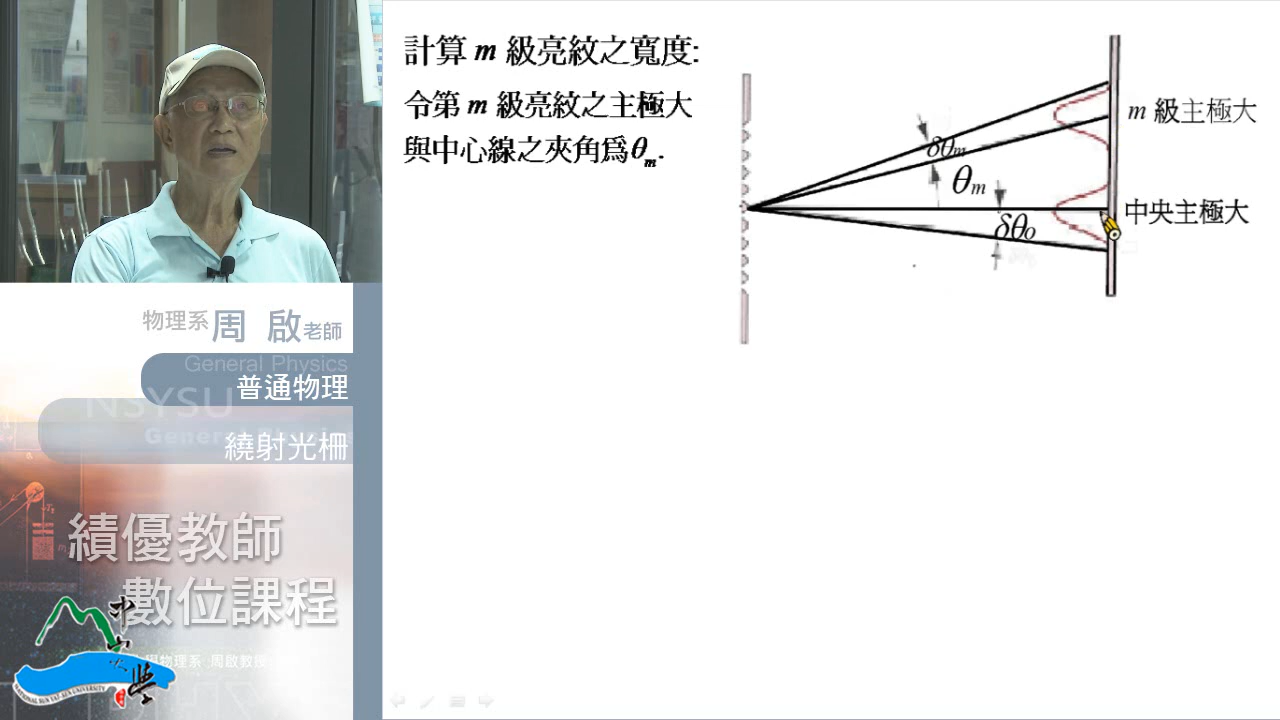 計算 m 級亮紋之寬度:
令第 m 級亮紋之主極大
與中心線之夾角爲θm.
δθm
θm
δθo
m 級主極大
中央主極大
物理系周 啟老師
General Physics
普通物理
NSYSU
繞射光柵
績優教師
數位課程